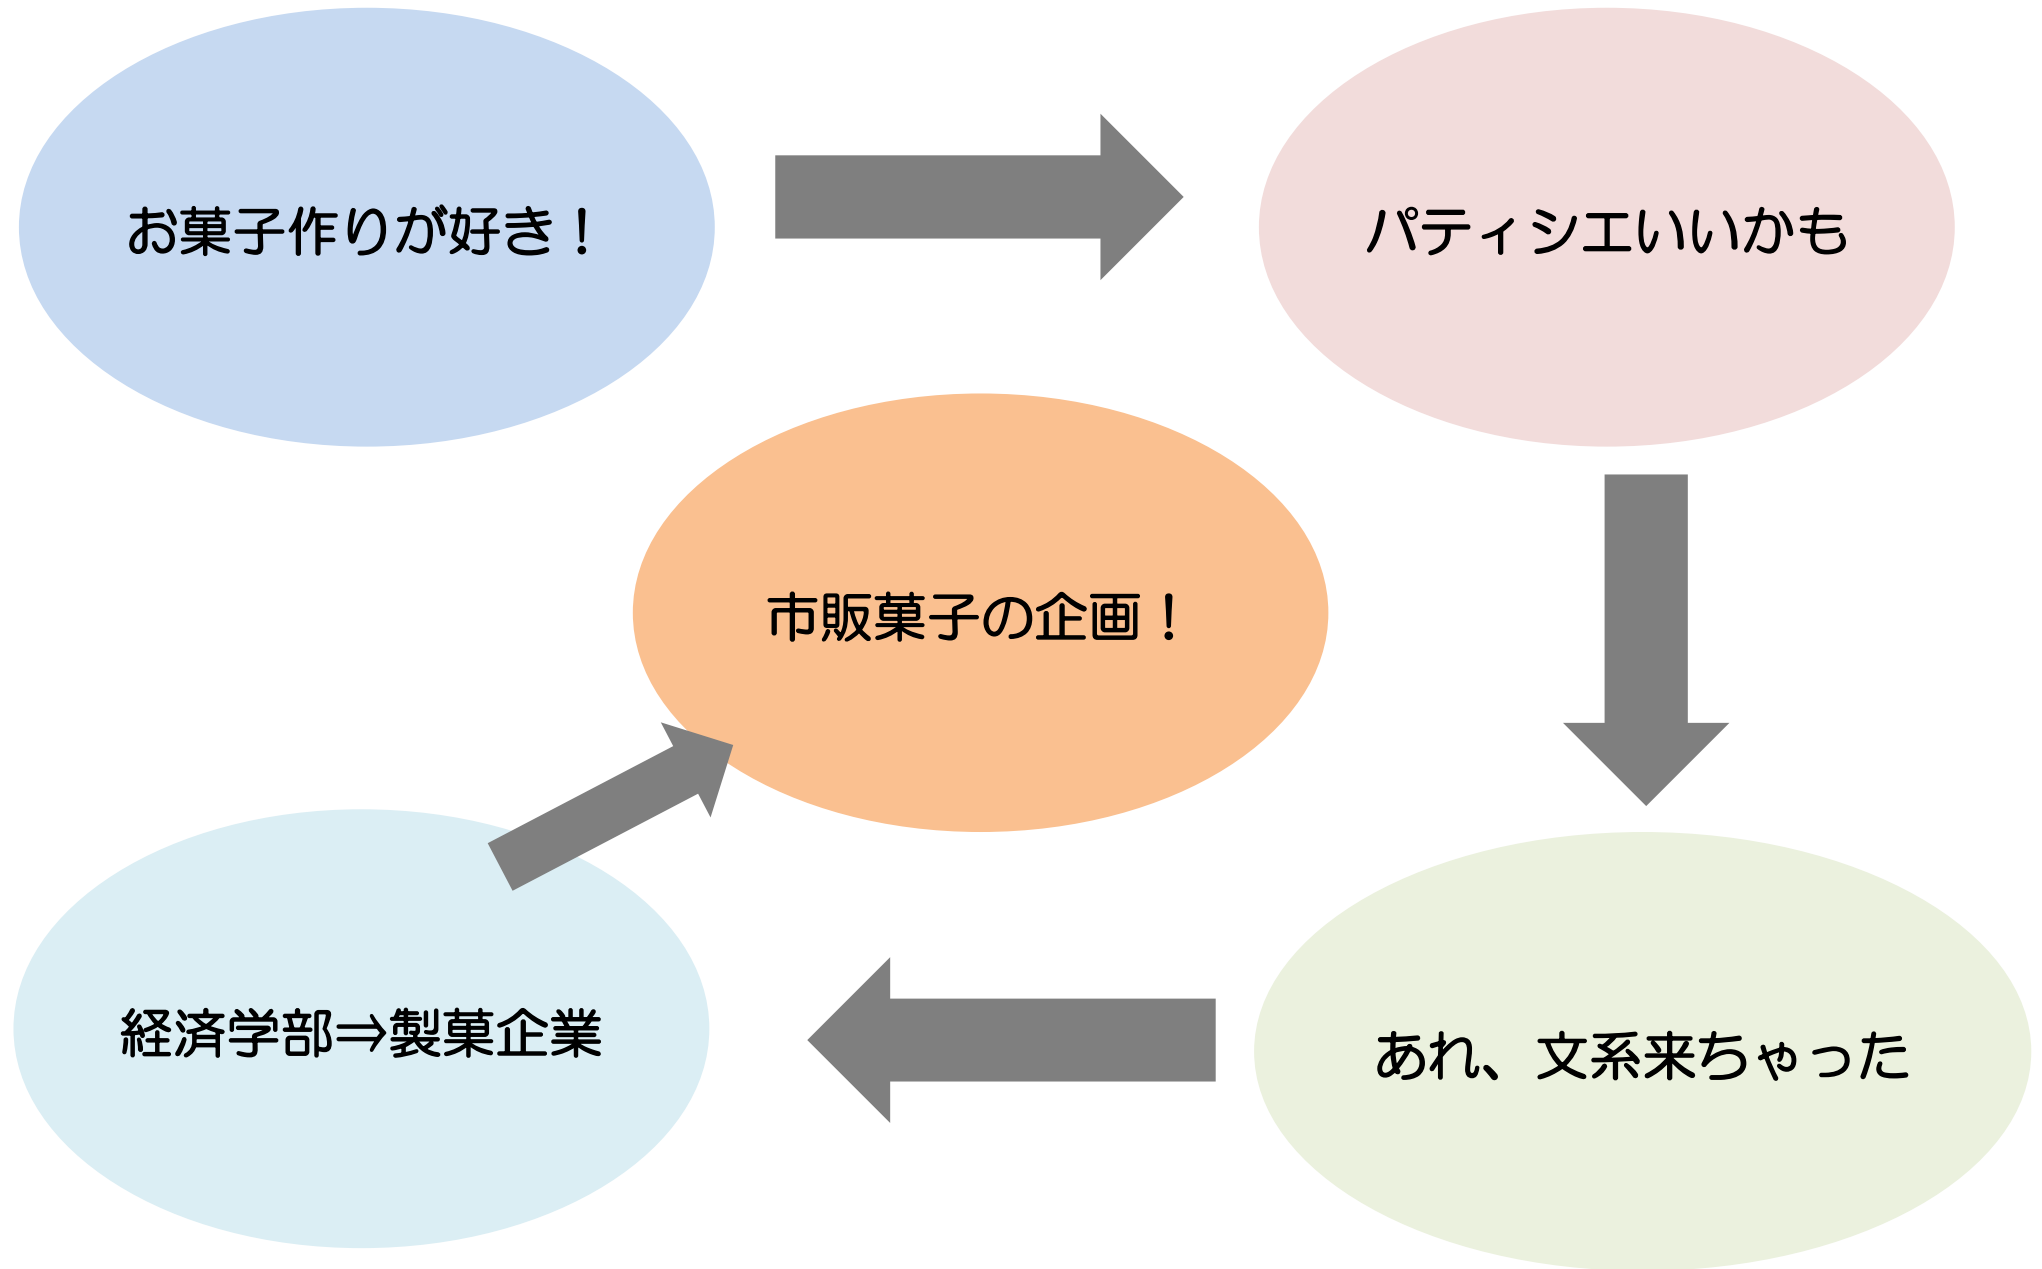 お菓子作りが好き！
パティシエいいかも
市販菓子の企画！
経済学部⇒製菓企業
あれ、文系来ちゃった